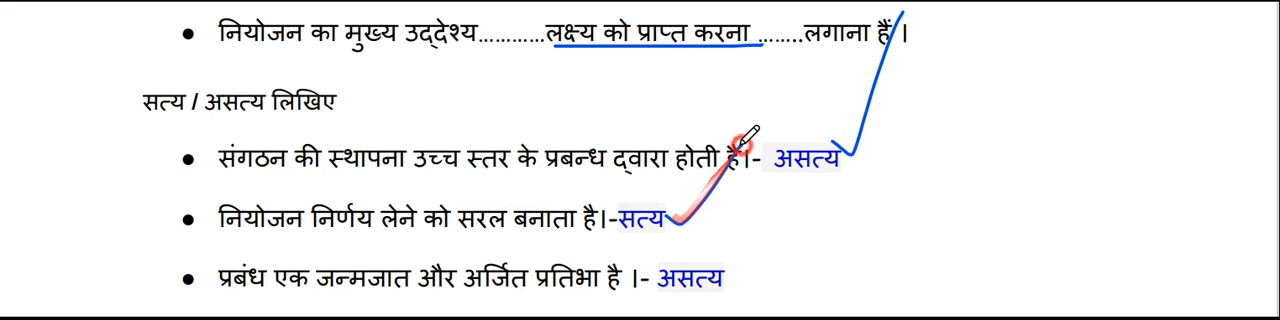 ● नियोजन का मुख्य उद्देश्य............लक्ष्य को प्राप्त करना ........लगाना हैं ।
सत्य / असत्य लिखिए
● संगठन की स्थापना उच्च स्तर के प्रबन्ध द्वारा होती है।- असत्य
● नियोजन निर्णय लेने को सरल बनाता है।-सत्य
● प्रबंध एक जन्मजात और अर्जित प्रतिभा है ।- असत्य